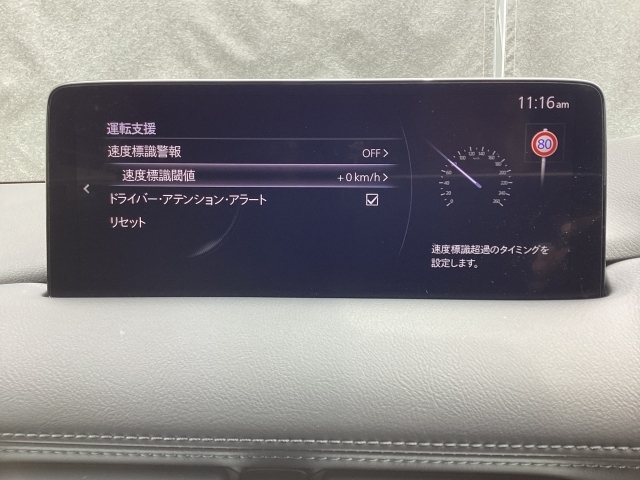 11:16am
運転支援
速度標識警報 OFF
速度標識閾値 +0 km/h
ドライバー・アテンション・アラート
リセット
80
速度標識超過のタイミングを
設定します。